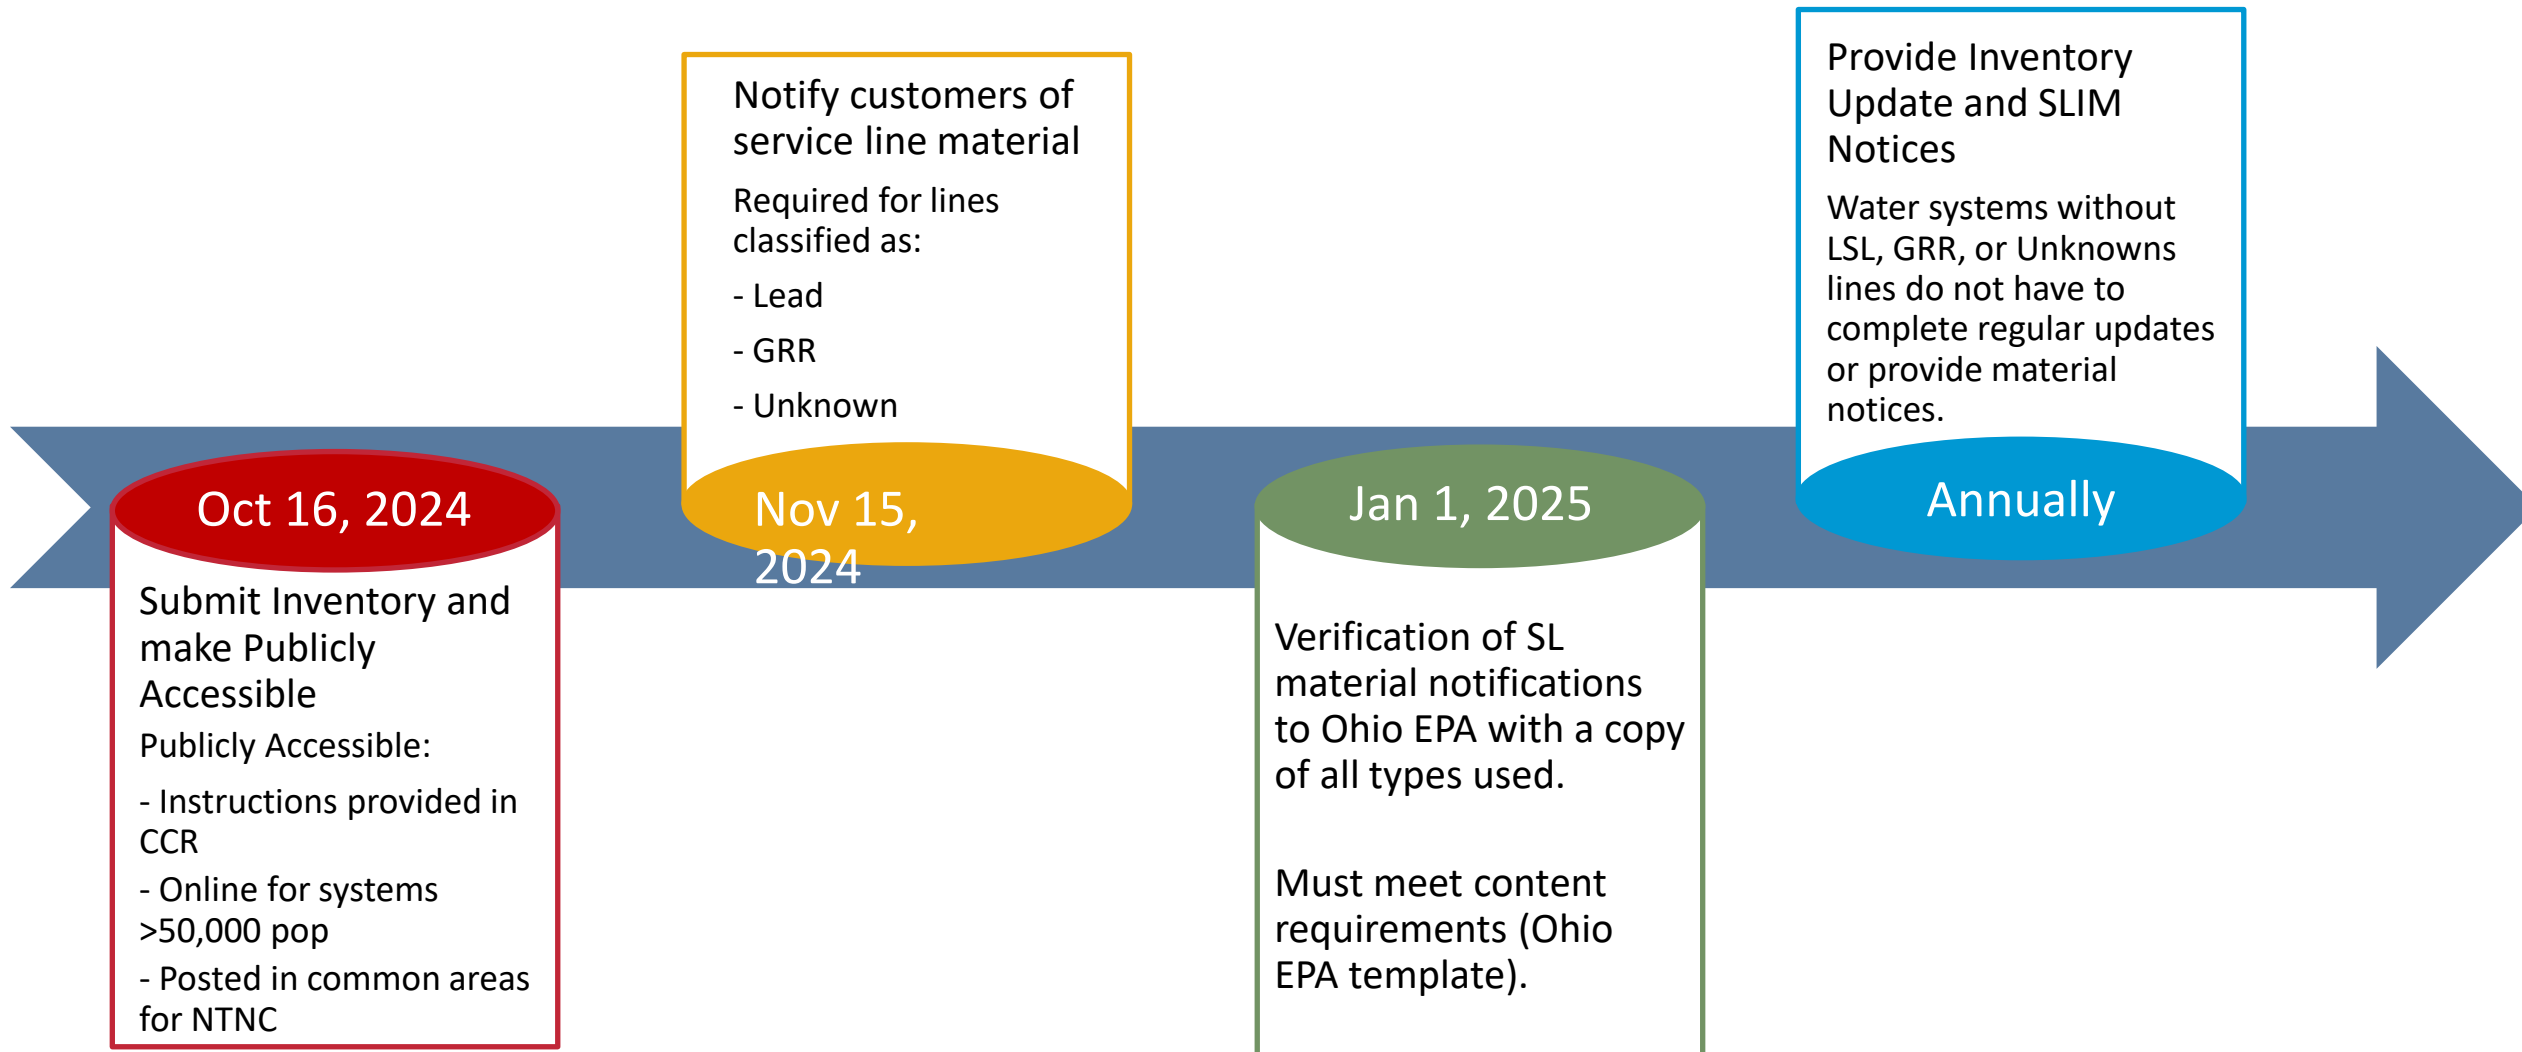 Oct 16, 2024
Submit Inventory and
make Publicly
Accessible
Publicly Accessible:
- Instructions provided in
CCR
- Online for systems
>50,000 pop
- Posted in common areas
for NTNC
Notify customers of
service line material
Required for lines
classified as:
- Lead
- GRR
- Unknown
Nov 15,
2024
Jan 1, 2025
Verification of SL
material notifications
to Ohio EPA with a copy
of all types used.
Must meet content
requirements (Ohio
EPA template).
Provide Inventory
Update and SLIM
Notices
Water systems without
LSL, GRR, or Unknowns
lines do not have to
complete regular updates
or provide material
notices.
Annually